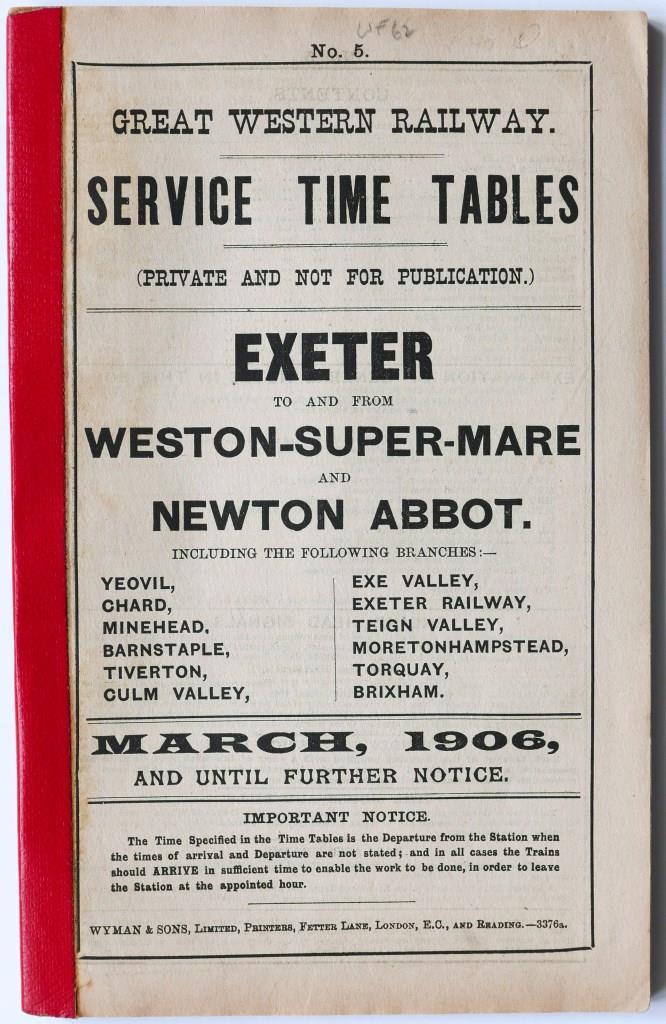 No. 5.
GREAT WESTERN RAILWAY.
SERVICE TIME TABLES
(PRIVATE AND NOT FOR PUBLICATION.)
EXETER
TO AND FROM
WESTON-SUPER-MARE
AND
NEWTON ABBOT.
INCLUDING THE FOLLOWING BRANCHES:—
YEOVIL,
CHARD,
MINEHEAD,
BARNSTAPLE,
TIVERTON,
CULM VALLEY,
EXE VALLEY,
EXETER RAILWAY,
TEIGN VALLEY,
MORETONHAMPSTEAD,
TORQUAY,
BRIXHAM.
MARCH, 1906,
AND UNTIL FURTHER NOTICE.
IMPORTANT NOTICE.
The Time Specified in the Time Tables is the Departure from the Station when
the times of arrival and Departure are not stated; and in all cases the Trains
should ARRIVE in sufficient time to enable the work to be done, in order to leave
the Station at the appointed hour.
WYMAN & SONS, LIMITED, PRINTERS, FETTER LANE, LONDON, E.C., AND READING.—3376a.